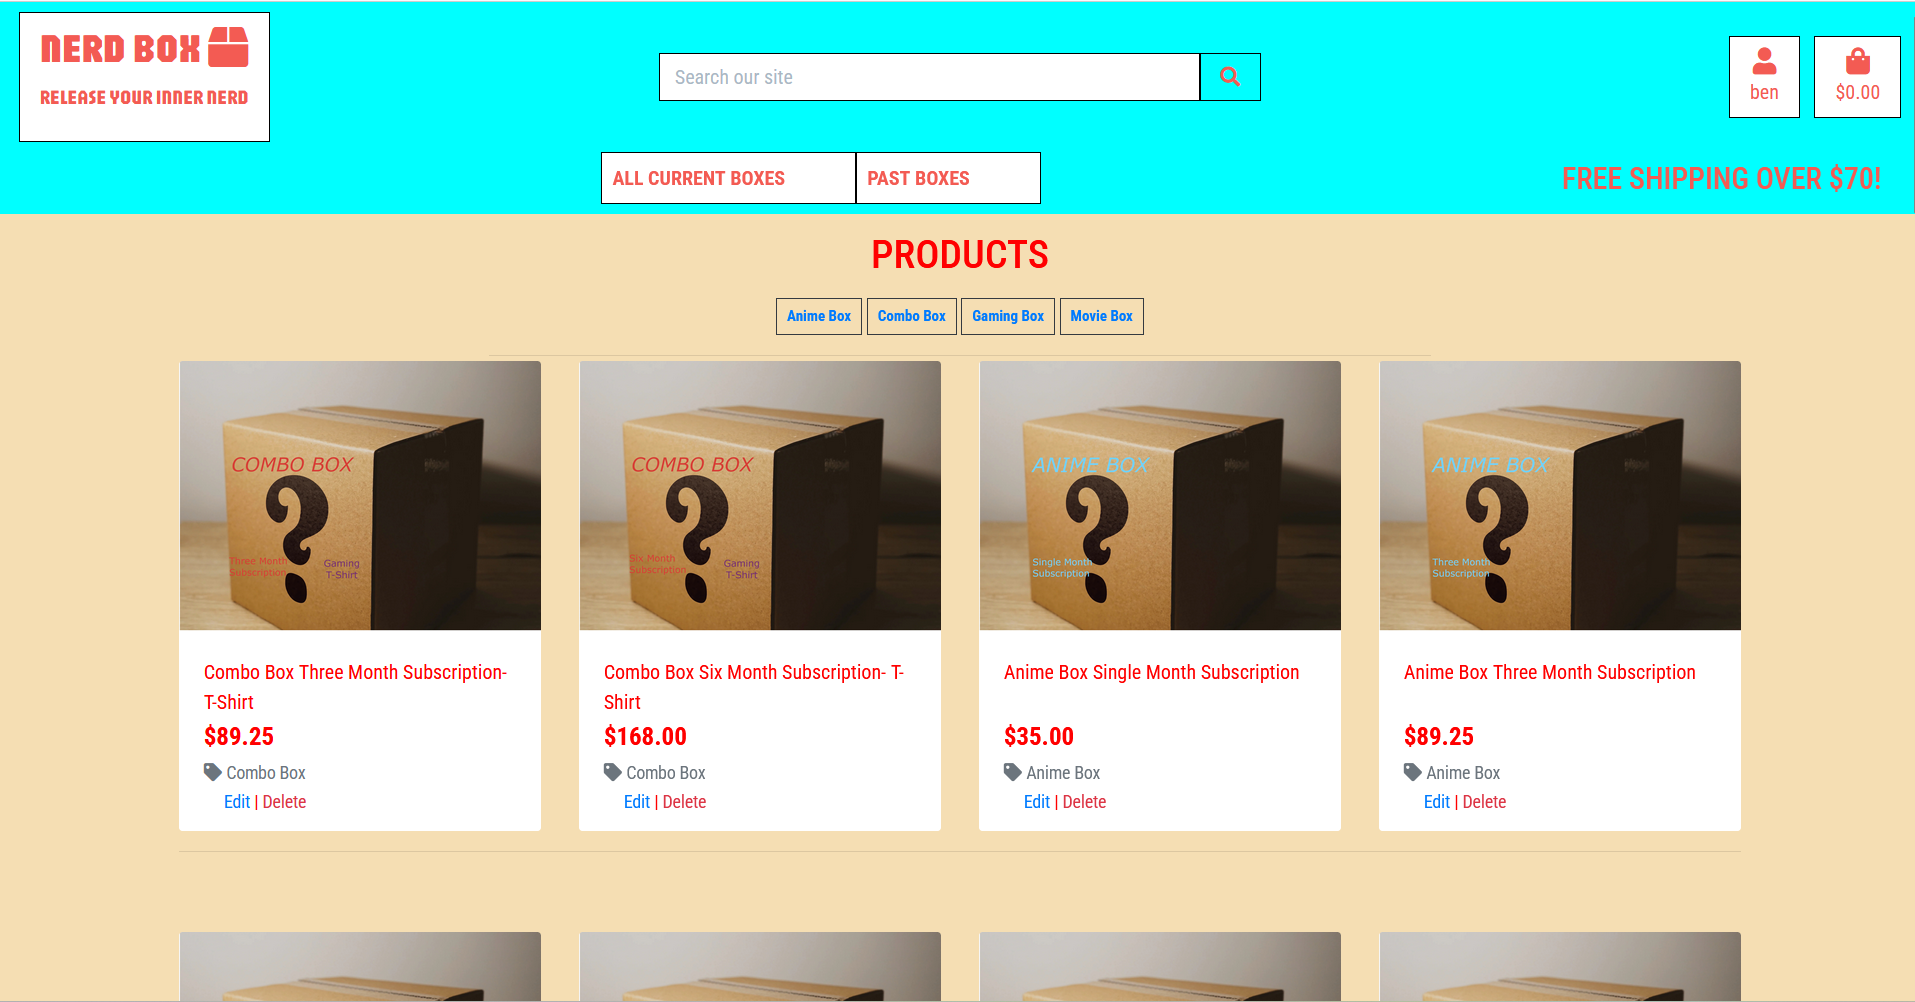 NERD BOX
RELEASE YOUR INNER NERD
Search our site
ben
$0.00
ALL CURRENT BOXES
PAST BOXES
FREE SHIPPING OVER $70!
PRODUCTS
Anime Box
Combo Box
Gaming Box
Movie Box
COMBO BOX
?
Three Month
Subscription
Gaming
T-Shirt
Combo Box Three Month Subscription-
T-Shirt
$89.25
Combo Box
Edit | Delete
COMBO BOX
?
Six Month
Subscription
Gaming
T-Shirt
Combo Box Six Month Subscription- T-
Shirt
$168.00
Combo Box
Edit | Delete
ANIME BOX
?
Single Month
Subscription
Anime Box Single Month Subscription
$35.00
Anime Box
Edit | Delete
ANIME BOX
?
Three Month
Subscription
Anime Box Three Month Subscription
$89.25
Anime Box
Edit | Delete